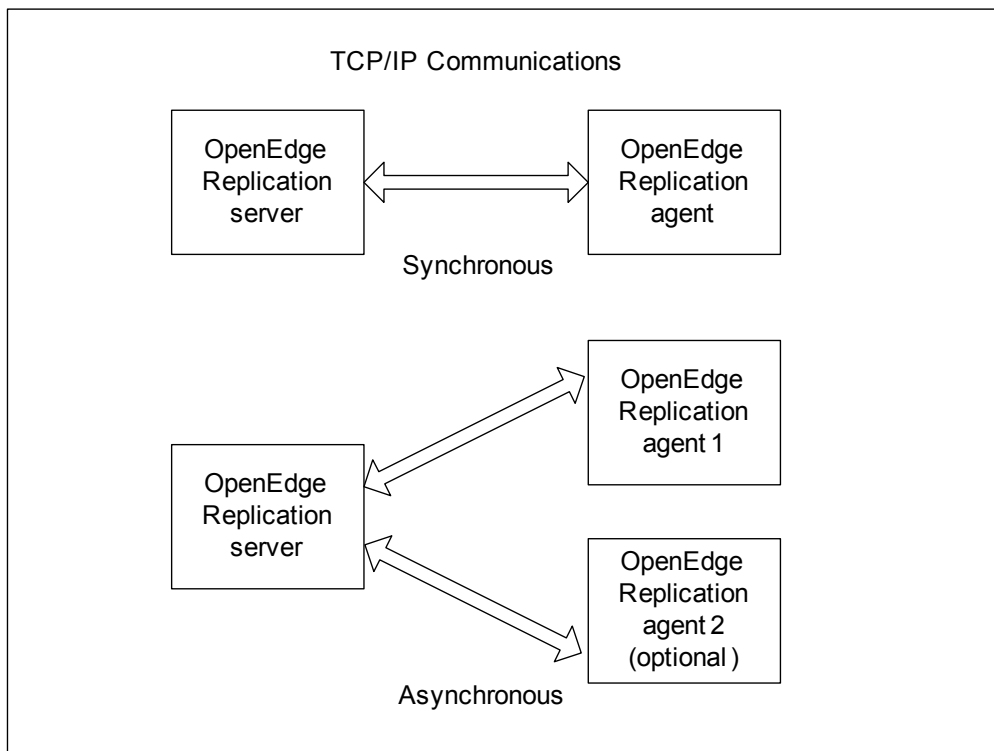 TCP/IP Communications
OpenEdge
Replication
server
OpenEdge
Replication
agent
Synchronous
OpenEdge
Replication
server
OpenEdge
Replication
agent 1
OpenEdge
Replication
agent 2
(optional )
Asynchronous